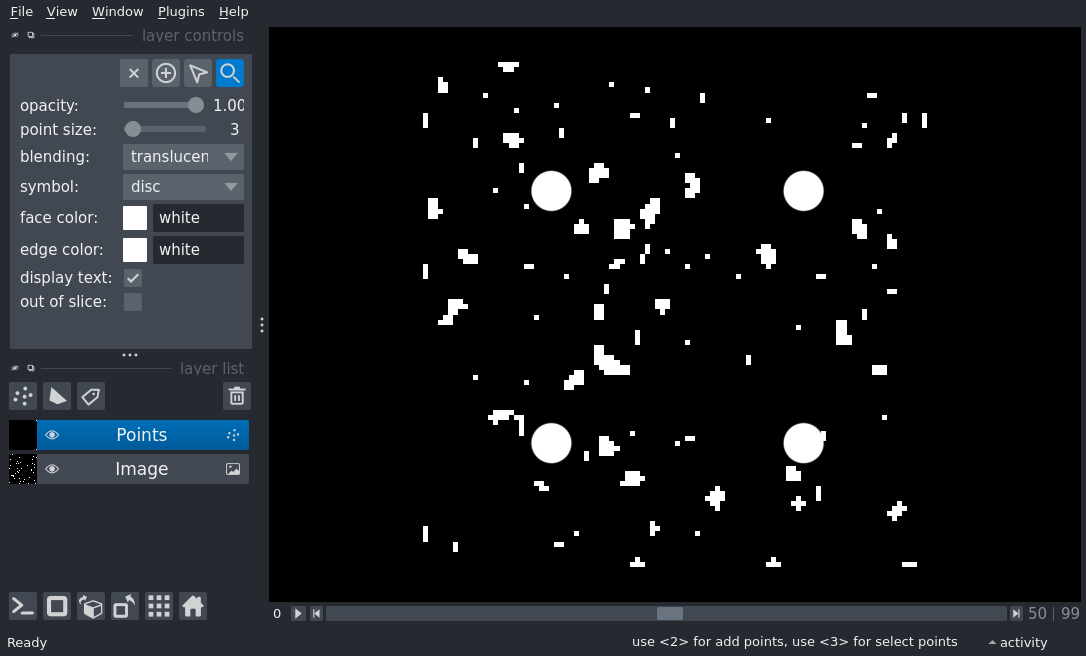 File View Window Plugins Help
layer controls
opacity: 1.00
point size: 3
blending: translucen
symbol: disc
face color: white
edge color: white
display text:
out of slice:
layer list
Points
Image
0 50 | 99
Ready use <2> for add points, use <3> for select points activity